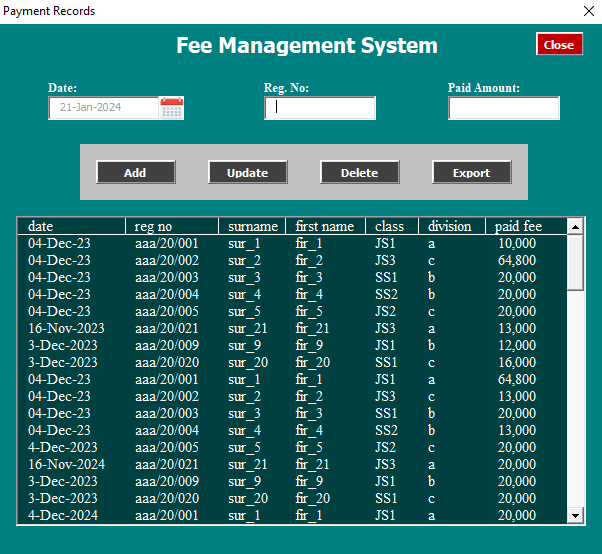 Payment Records
Fee Management System
Close
Date: Reg. No: Paid Amount:
21-Jan-2024
Add Update Delete Export
date reg no surname first name class division paid fee
04-Dec-23 aaa/20/001 sur_1 fir_1 JS1 a 10,000
04-Dec-23 aaa/20/002 sur_2 fir_2 JS3 c 64,800
04-Dec-23 aaa/20/003 sur_3 fir_3 SS1 b 20,000
04-Dec-23 aaa/20/004 sur_4 fir_4 SS2 b 20,000
04-Dec-23 aaa/20/005 sur_5 fir_5 JS2 c 20,000
16-Nov-2023 aaa/20/021 sur_21 fir_21 JS3 a 13,000
3-Dec-2023 aaa/20/009 sur_9 fir_9 JS1 b 12,000
3-Dec-2023 aaa/20/020 sur_20 fir_20 SS1 c 16,000
04-Dec-23 aaa/20/001 sur_1 fir_1 JS1 a 64,800
04-Dec-23 aaa/20/002 sur_2 fir_2 JS3 c 13,000
04-Dec-23 aaa/20/003 sur_3 fir_3 SS1 b 20,000
04-Dec-23 aaa/20/004 sur_4 fir_4 SS2 b 13,000
4-Dec-2023 aaa/20/005 sur_5 fir_5 JS2 c 20,000
16-Nov-2024 aaa/20/021 sur_21 fir_21 JS3 a 20,000
3-Dec-2023 aaa/20/009 sur_9 fir_9 JS1 b 20,000
3-Dec-2023 aaa/20/020 sur_20 fir_20 SS1 c 20,000
4-Dec-2024 aaa/20/001 sur_1 fir_1 JS1 a 20,000